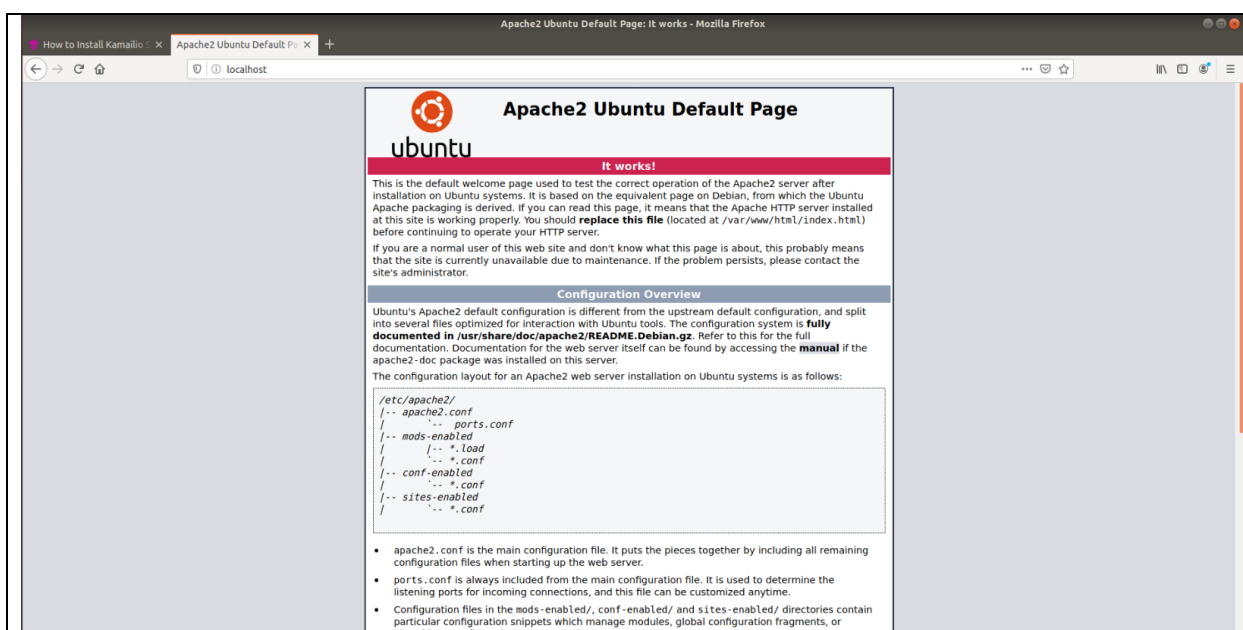 Apache2 Ubuntu Default Page: It works - Mozilla Firefox
How to Install Kamailio S
Apache2 Ubuntu Default Pa
localhost
ubuntu
Apache2 Ubuntu Default Page
It works!
This is the default welcome page used to test the correct operation of the Apache2 server after
installation on Ubuntu systems. It is based on the equivalent page on Debian, from which the Ubuntu
Apache packaging is derived. If you can read this page, it means that the Apache HTTP server installed
at this site is working properly. You should replace this file (located at /var/www/html/index.html)
before continuing to operate your HTTP server.
If you are a normal user of this web site and don't know what this page is about, this probably means
that the site is currently unavailable due to maintenance. If the problem persists, please contact the
site's administrator.
Configuration Overview
Ubuntu's Apache2 default configuration is different from the upstream default configuration, and split
into several files optimized for interaction with Ubuntu tools. The configuration system is fully
documented in /usr/share/doc/apache2/README.Debian.gz. Refer to this for the full
documentation. Documentation for the web server itself can be found by accessing the manual if the
apache2-doc package was installed on this server.
The configuration layout for an Apache2 web server installation on Ubuntu systems is as follows:
/etc/apache2/
|-- apache2.conf
|       `--  ports.conf
|-- mods-enabled
|       |-- *.load
|       `-- *.conf
|-- conf-enabled
|       `-- *.conf
|-- sites-enabled
|       `-- *.conf
• apache2.conf is the main configuration file. It puts the pieces together by including all remaining
configuration files when starting up the web server.
• ports.conf is always included from the main configuration file. It is used to determine the
listening ports for incoming connections, and this file can be customized anytime.
• Configuration files in the mods-enabled/, conf-enabled/ and sites-enabled/ directories contain
particular configuration snippets which manage modules, global configuration fragments, or